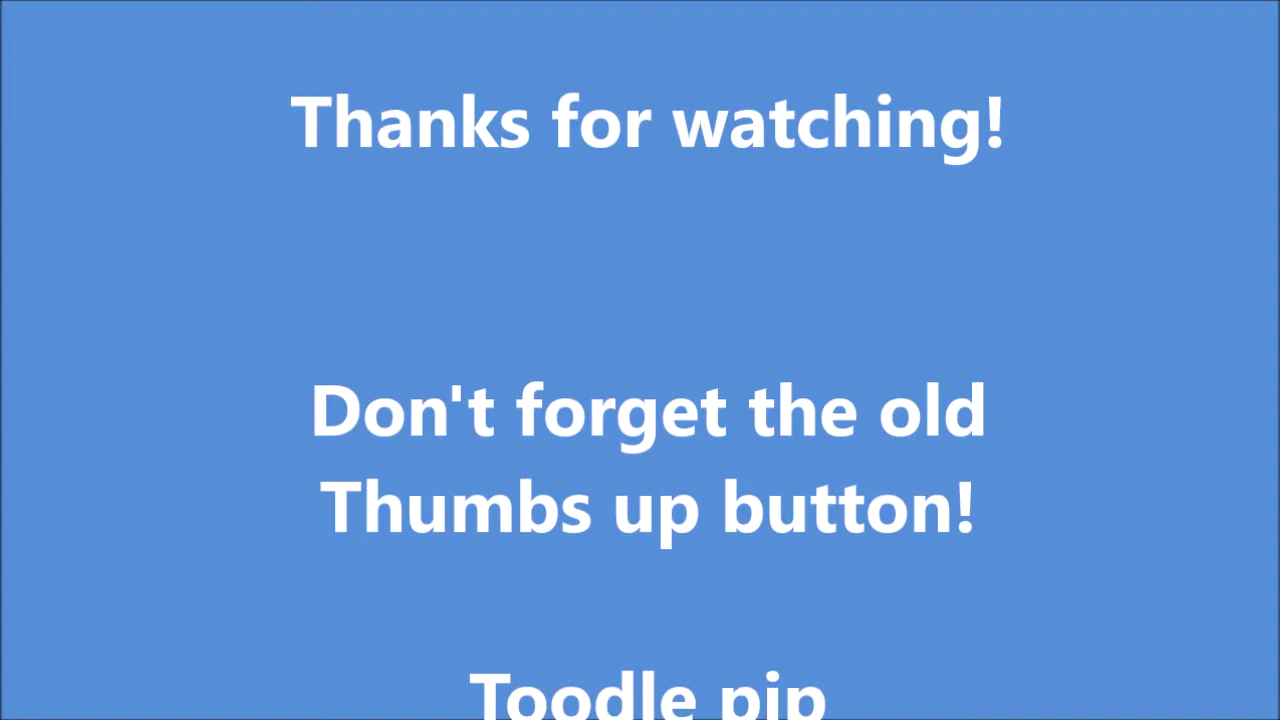 Thanks for watching!
Don't forget the old
Thumbs up button!
Toodle pip